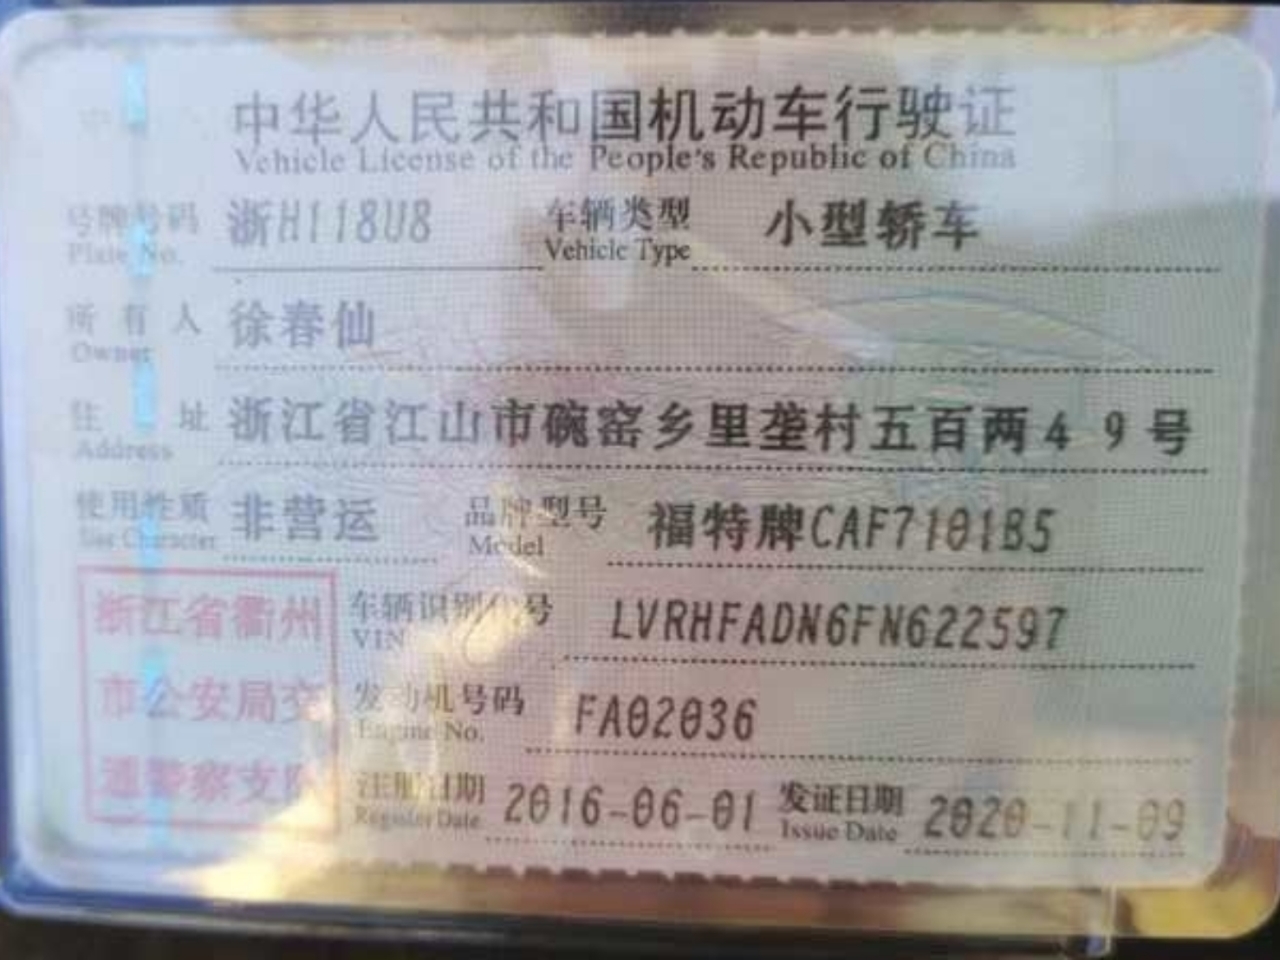 中华人民共和国机动车行驶证
Vehicle License of the People's Republic of China
号牌号码 浙H118U8 车辆类型 小型轿车
Plate No. Vehicle Type
所有人 徐春仙
Owner
住址 浙江省江山市碗窑乡里垄村五百两49号
Address
使用性质 非营运 品牌型号 福特牌CAF7101B5
Use Character Model
浙江省衢州
市公安局交
通警察支队
车辆识别代号 LVRHFADN6FN622597
VIN
发动机号码 FA02036
Engine No.
注册日期 2016-06-01 发证日期 2020-11-09
Register Date Issue Date